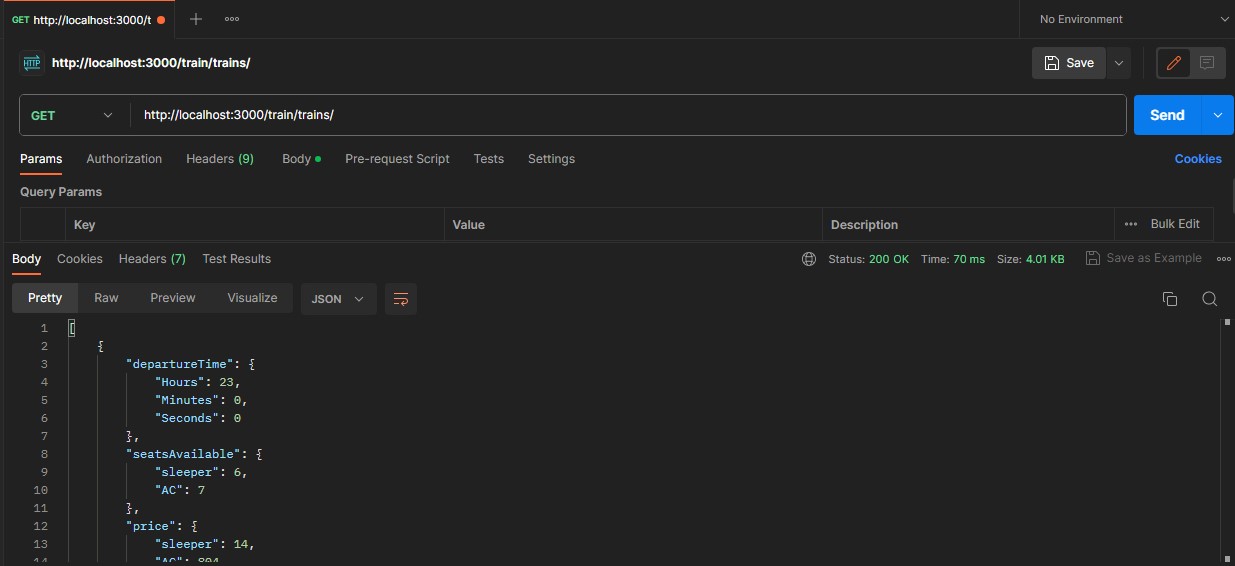 GET http://localhost:3000/t
No Environment
HTTP http://localhost:3000/train/trains/
Save
GET http://localhost:3000/train/trains/ Send
Params Authorization Headers (9) Body Pre-request Script Tests Settings Cookies
Query Params
Key Value Description Bulk Edit
Body Cookies Headers (7) Test Results Status: 200 OK Time: 70 ms Size: 4.01 KB Save as Example
Pretty Raw Preview Visualize JSON
1 [
2 {
3 "departureTime": {
4 "Hours": 23,
5 "Minutes": 0,
6 "Seconds": 0
7 },
8 "seatsAvailable": {
9 "sleeper": 6,
10 "AC": 7
11 },
12 "price": {
13 "sleeper": 14,
14 "AC": 804